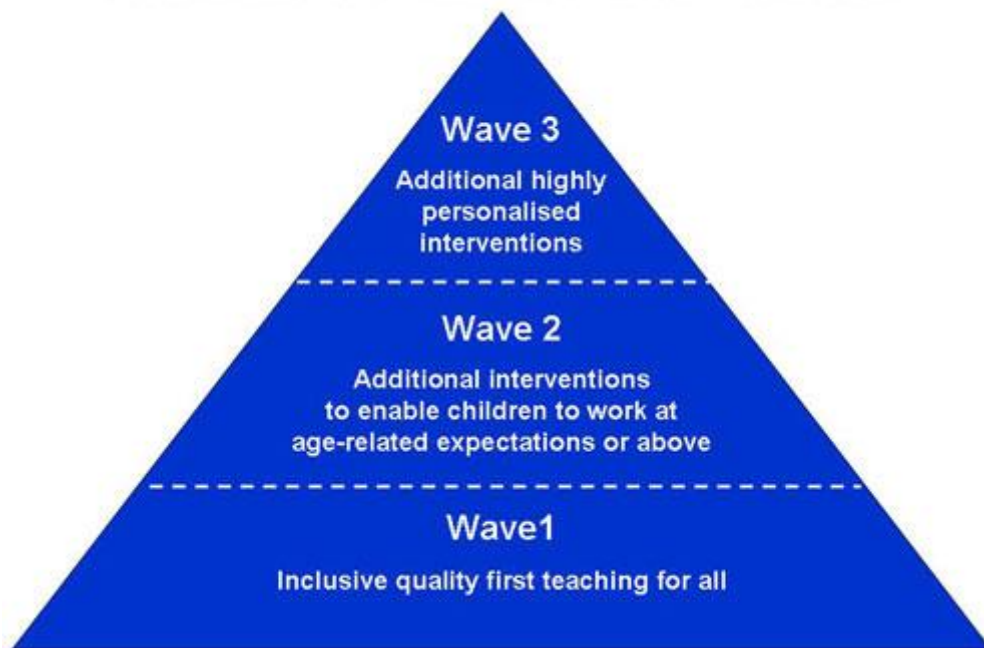 Wave 3
Additional highly
personalised
interventions
Wave 2
Additional interventions
to enable children to work at
age-related expectations or above
Wave1
Inclusive quality first teaching for all